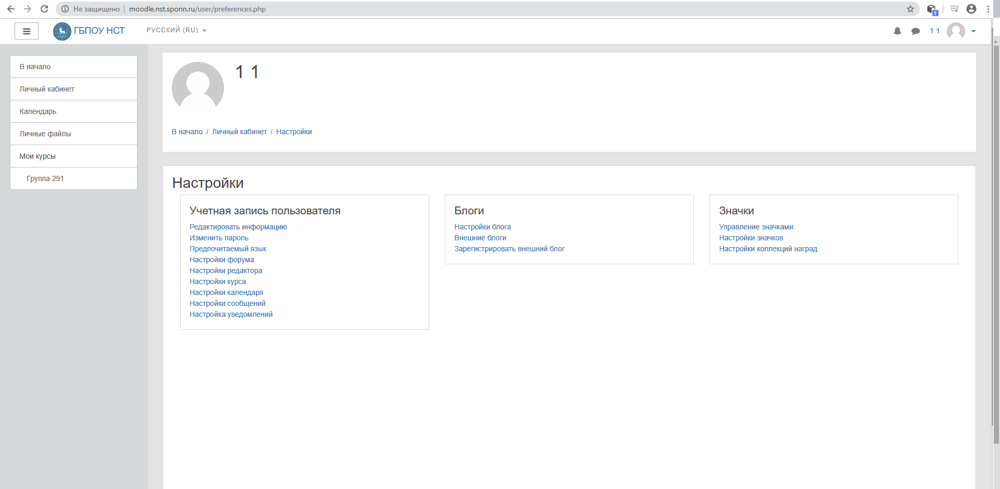 Не защищено moodle.nst.sponn.ru/user/preferences.php
1
ГБПОУ НСТ
РУССКИЙ (RU)
1 1
В начало
Личный кабинет
Календарь
Личные файлы
Мои курсы
Группа 291
1 1
В начало / Личный кабинет / Настройки
Настройки
Учетная запись пользователя
Редактировать информацию
Изменить пароль
Предпочитаемый язык
Настройки форума
Настройки редактора
Настройки курса
Настройки календаря
Настройки сообщений
Настройка уведомлений
Блоги
Настройки блога
Внешние блоги
Зарегистрировать внешний блог
Значки
Управление значками
Настройки значков
Настройки коллекций наград